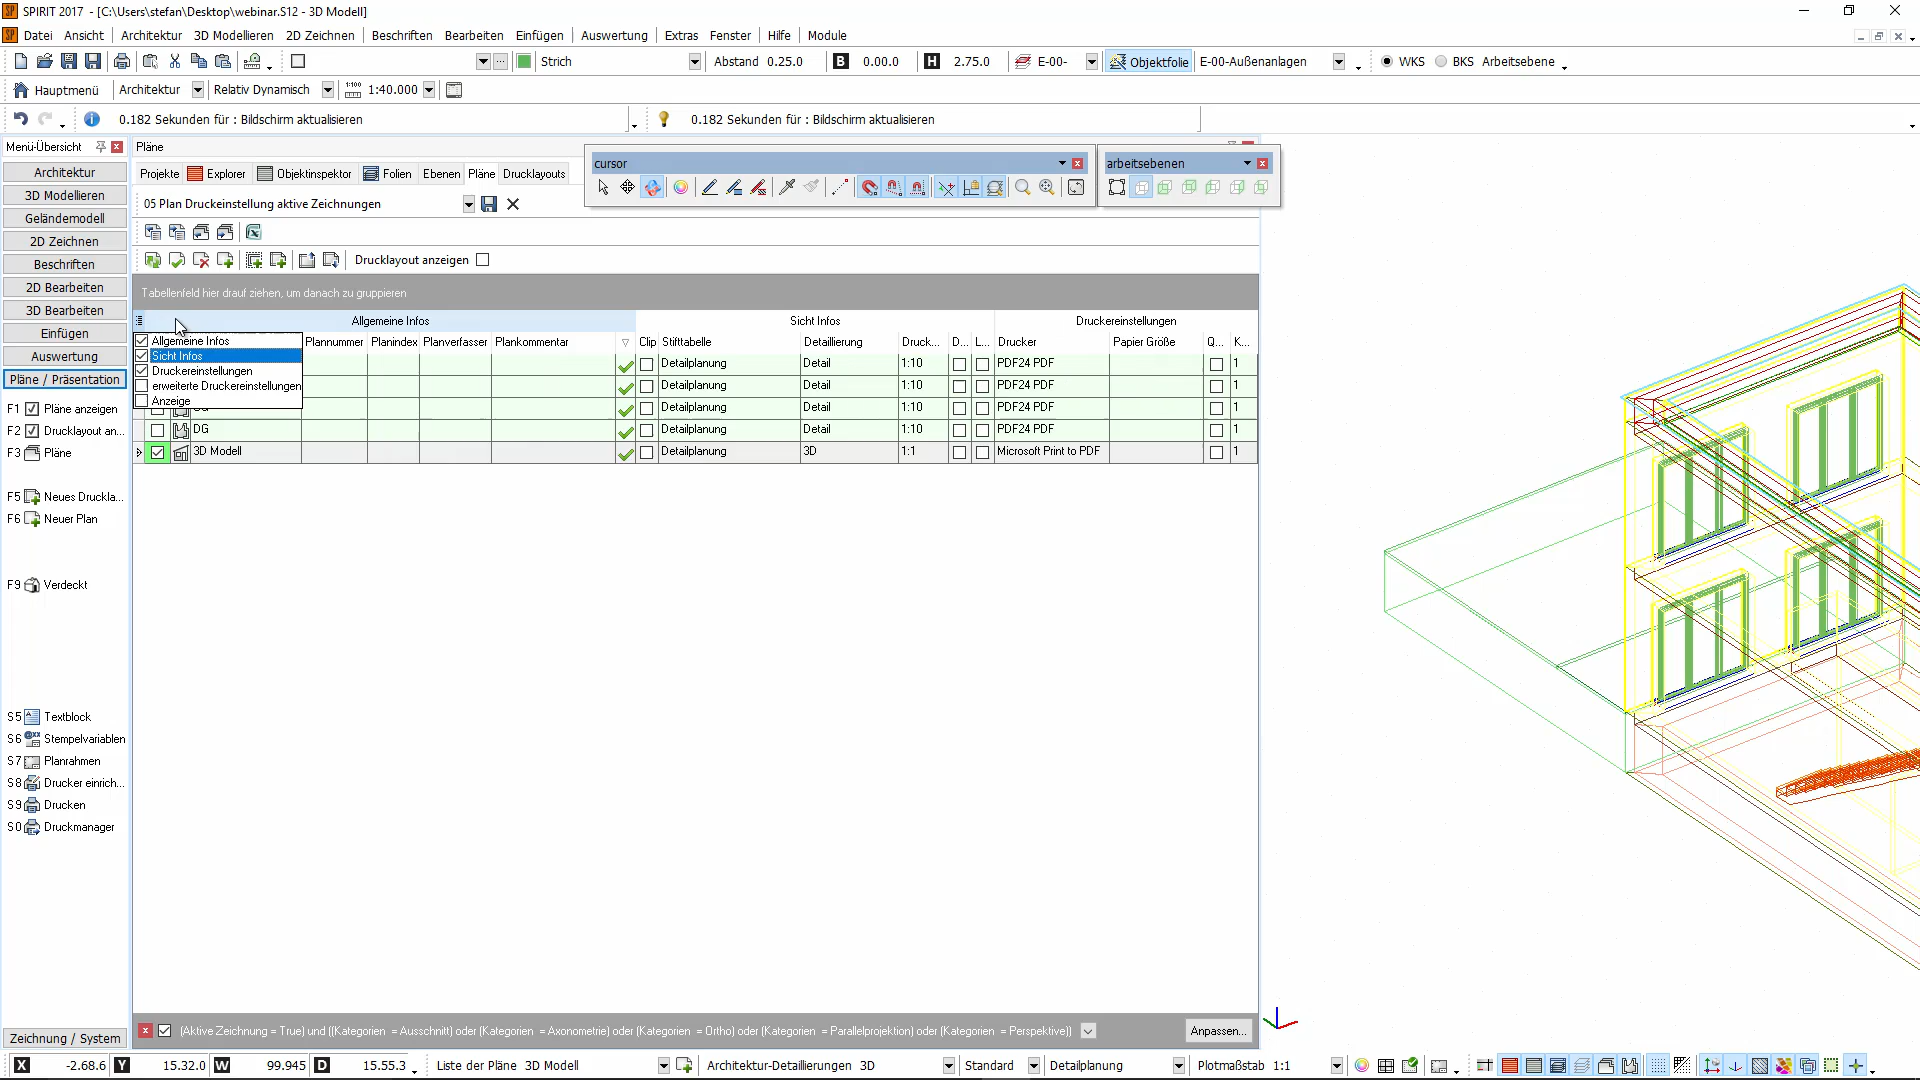 SPIRIT 2017 - [C:\Users\stefan\Desktop\webinar.S12 - 3D Modell]
Datei Ansicht Architektur 3D Modellieren 2D Zeichnen Beschriften Bearbeiten Einfügen Auswertung Extras Fenster Hilfe Module
Strich Abstand 0.25.0 B 0.00.0 H 2.75.0 E-00- Objektfolie E-00-Außenanlagen WKS BKS Arbeitsebene
Hauptmenü Architektur Relativ Dynamisch 1:40.000
0.182 Sekunden für : Bildschirm aktualisieren 0.182 Sekunden für : Bildschirm aktualisieren
Menü-Übersicht Pläne
cursor arbeitsebenen
Projekte Explorer Objektinspektor Folien Ebenen Pläne Drucklayouts
05 Plan Druckeinstellung aktive Zeichnungen
Drucklayout anzeigen
Tabellenfeld hier drauf ziehen, um danach zu gruppieren
Allgemeine Infos Sicht Infos Druckereinstellungen
Plannummer Planindex Planverfasser Plankommentar Clip Stifttabelle Detaillierung Druck... D... L... Drucker Papier Größe Q... K...
Allgemeine Infos
Sicht Infos
Druckereinstellungen
erweiterte Druckereinstellungen
Anzeige
Detailplanung Detail 1:10 PDF24 PDF 1
Detailplanung Detail 1:10 PDF24 PDF 1
Detailplanung Detail 1:10 PDF24 PDF 1
DG Detailplanung Detail 1:10 PDF24 PDF 1
3D Modell Detailplanung 3D 1:1 Microsoft Print to PDF 1
Architektur
3D Modellieren
Geländemodell
2D Zeichnen
Beschriften
2D Bearbeiten
3D Bearbeiten
Einfügen
Auswertung
Pläne / Präsentation
F1 Pläne anzeigen
F2 Drucklayout an...
F3 Pläne
F5 Neues Druckla...
F6 Neuer Plan
F9 Verdeckt
S5 Textblock
S6 Stempelvariablen
S7 Planrahmen
S8 Drucker einrich...
S9 Drucken
S0 Druckmanager
Zeichnung / System
(Aktive Zeichnung = True) und ((Kategorien = Ausschnitt) oder (Kategorien = Axonometrie) oder (Kategorien = Ortho) oder (Kategorien = Parallelprojektion) oder (Kategorien = Perspektive)) Anpassen...
X -2.68.6 Y 15.32.0 W 99.945 D 15.55.3 Liste der Pläne 3D Modell Architektur-Detaillierungen 3D Standard Detailplanung Plotmaßstab 1:1